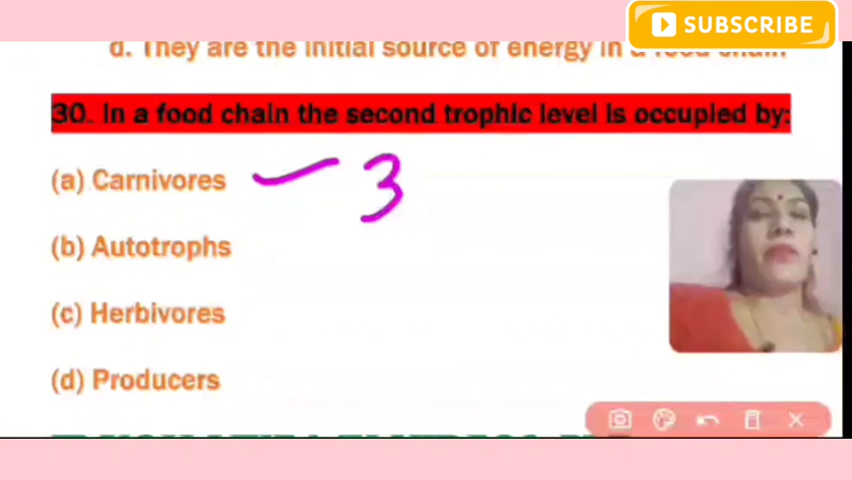 SUBSCRIBE
d. They are the initial source of energy in a food chain
30. In a food chain the second trophic level is occupied by:
(a) Carnivores – 3
(b) Autotrophs
(c) Herbivores
(d) Producers